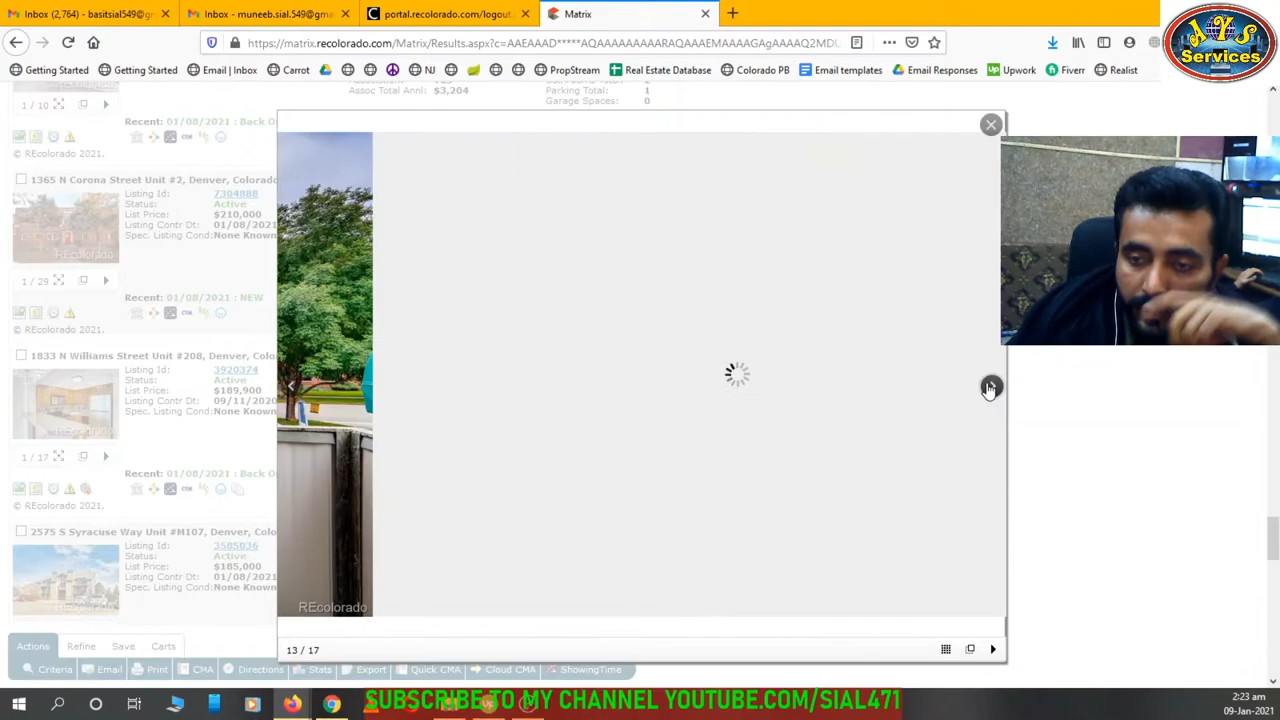 Inbox (2,764) - basitsial549@gm
Inbox - muneeb.sial.549@gma
portal.recolorado.com/logout
Matrix
https://matrix.recolorado.com/Matrix/Results.aspx?c=AAEAAAD*****AQAAAAAAAAARAQAAAEMAAAAGAgAAAAQ2MDU
AYS
Services
Getting Started
Getting Started
Email | Inbox
Carrot
NJ
PropStream
Real Estate Database
Colorado PB
Email templates
Email Responses
Upwork
Fiverr
Realist
Assoc Total Annl: $3,204
Parking Total: 1
Garage Spaces: 0
1 / 10
Recent: 01/08/2021 : Back O
© REcolorado 2021.
1365 N Corona Street Unit #2, Denver, Colorado
Listing Id: 7304888
Status: Active
List Price: $210,000
Listing Contr Dt: 01/08/2021
Spec. Listing Cond: None Known
REcolorado
1 / 29
Recent: 01/08/2021 : NEW
© REcolorado 2021.
1833 N Williams Street Unit #208, Denver, Colo
Listing Id: 3920374
Status: Active
List Price: $189,900
Listing Contr Dt: 09/11/2020
Spec. Listing Cond: None Known
REcolorado
1 / 17
Recent: 01/08/2021 : Back O
© REcolorado 2021.
2575 S Syracuse Way Unit #M107, Denver, Colo
Listing Id: 3585036
Status: Active
List Price: $185,000
Listing Contr Dt: 01/08/2021
Spec. Listing Cond: None Known
REcolorado
REcolorado
13 / 17
Actions
Refine
Save
Carts
Criteria
Email
Print
CMA
Directions
Stats
Export
Quick CMA
Cloud CMA
ShowingTime
SUBSCRIBE TO MY CHANNEL YOUTUBE.COM/SIAL471
2:23 am
09-Jan-2021